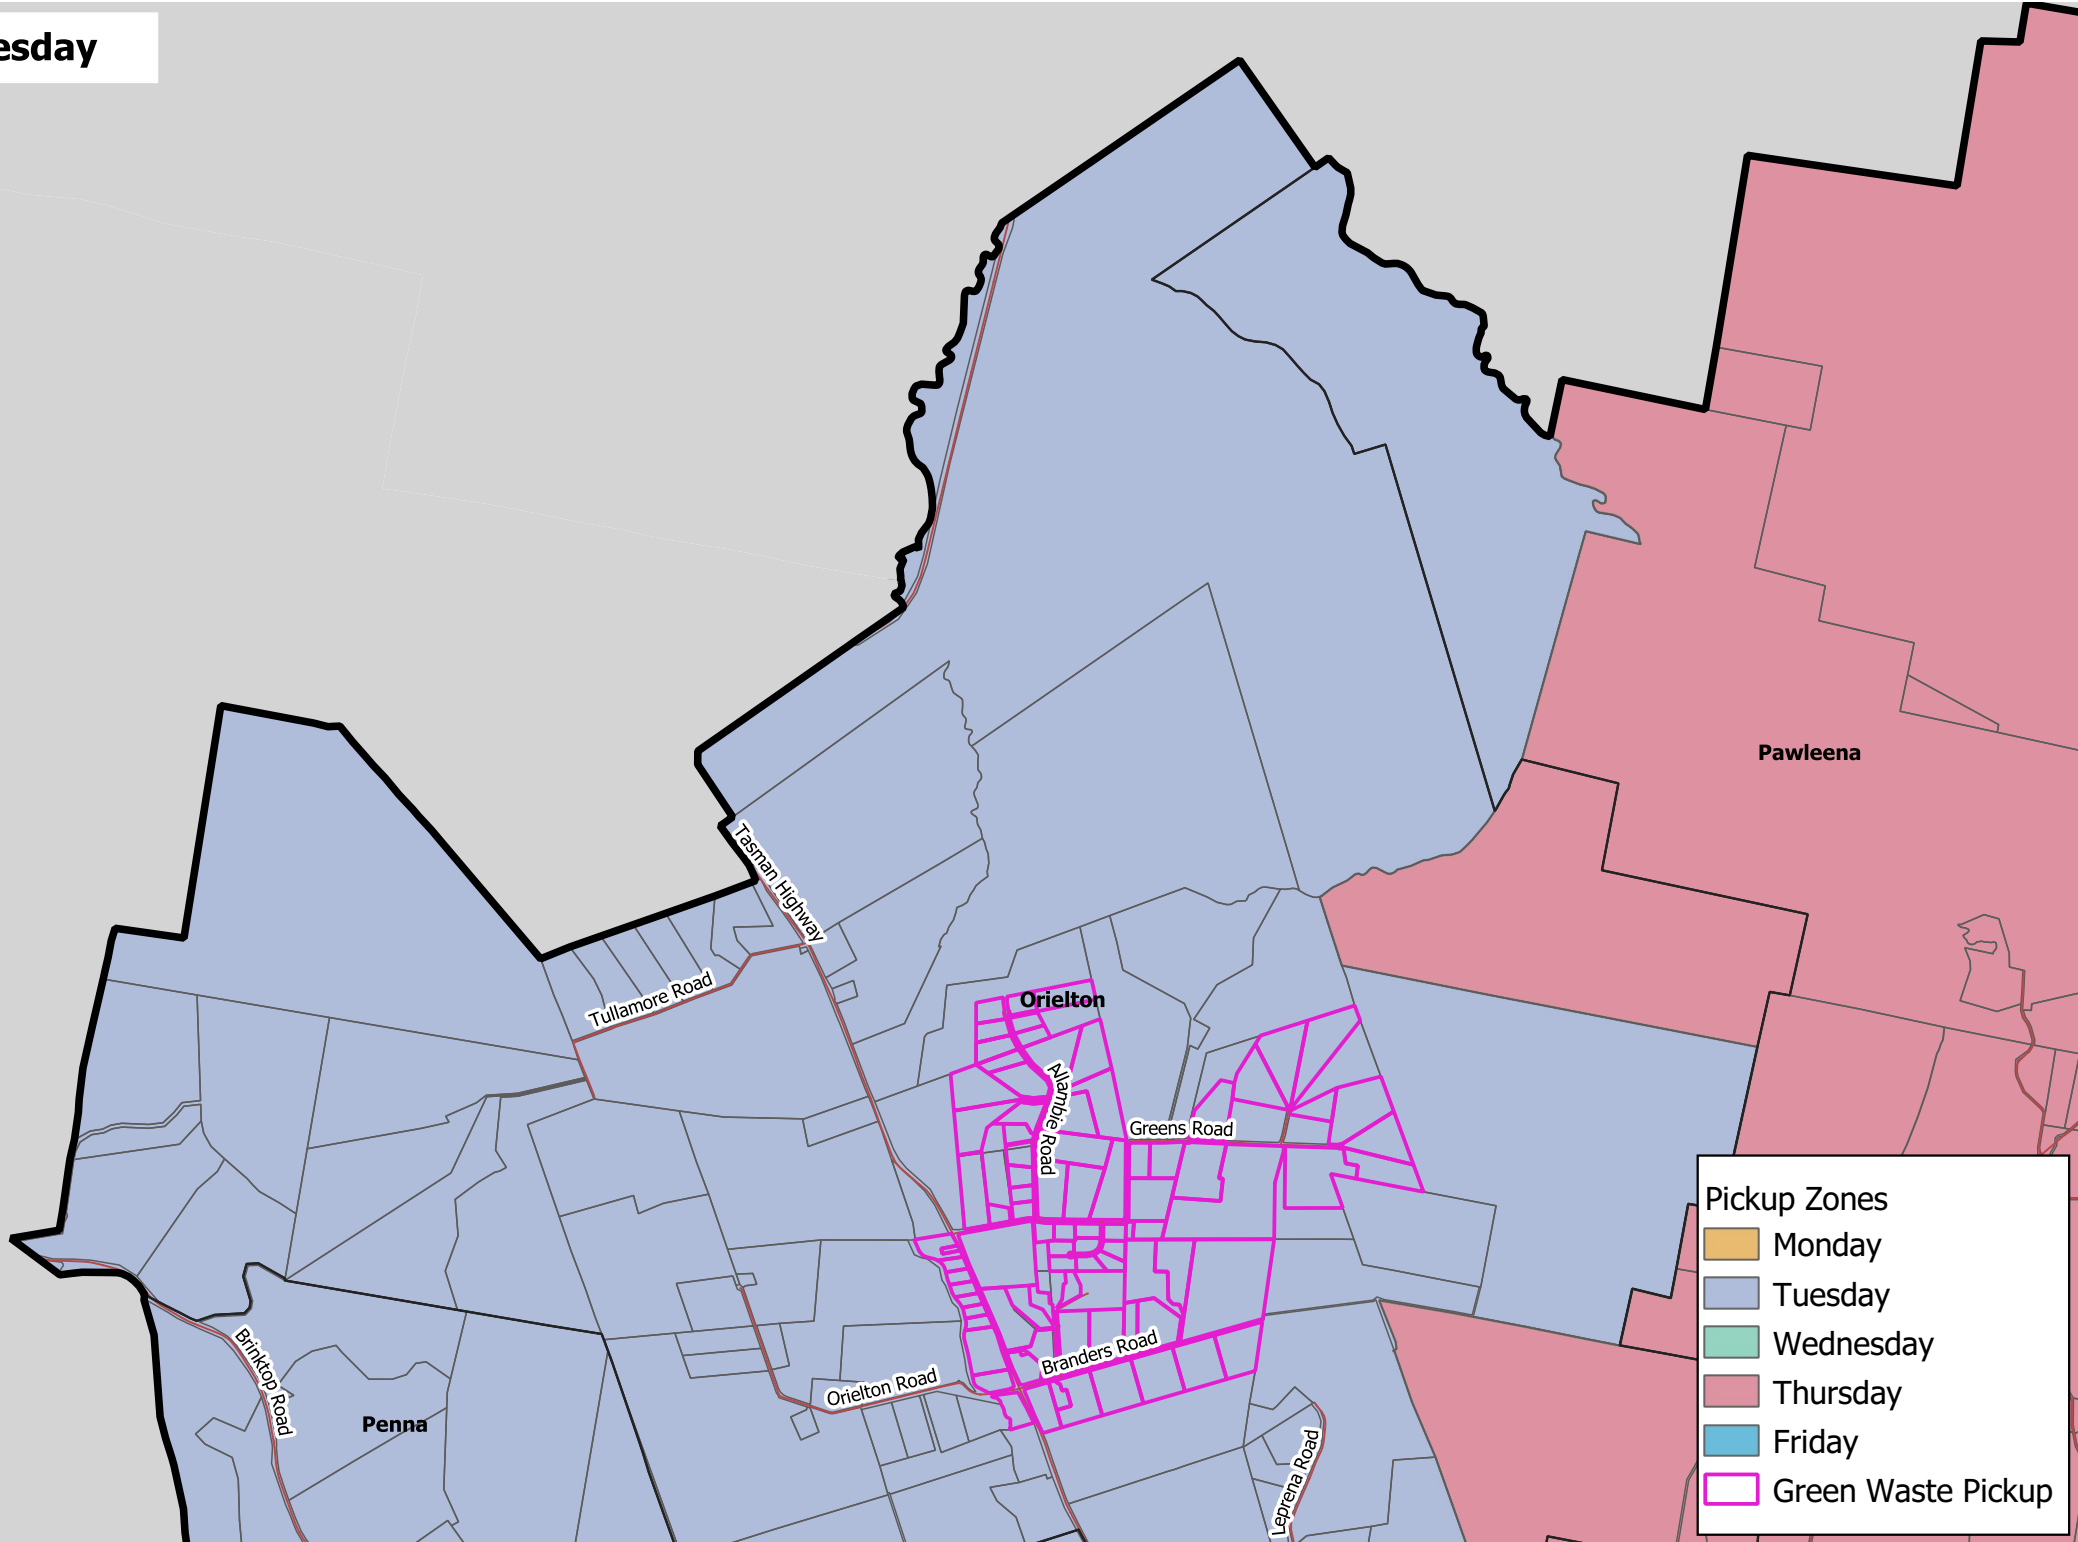 esday
Pawleena
Tasman Highway
Tullamore Road
Orielton
Allambie Road
Greens Road
Brinktop Road
Branders Road
Orielton Road
Penna
Leprena Road
Pickup Zones
Monday
Tuesday
Wednesday
Thursday
Friday
Green Waste Pickup